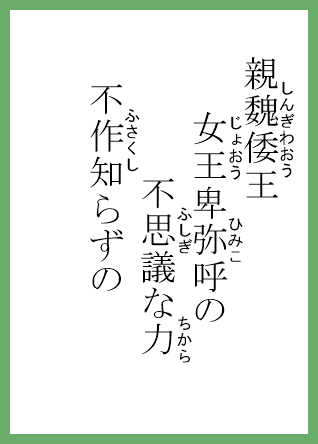 親魏倭王
女王卑弥呼の
不思議な力
不作知らずの
しんぎわおう
じょおう
ひみこ
ふしぎ
ちから
ふさくし